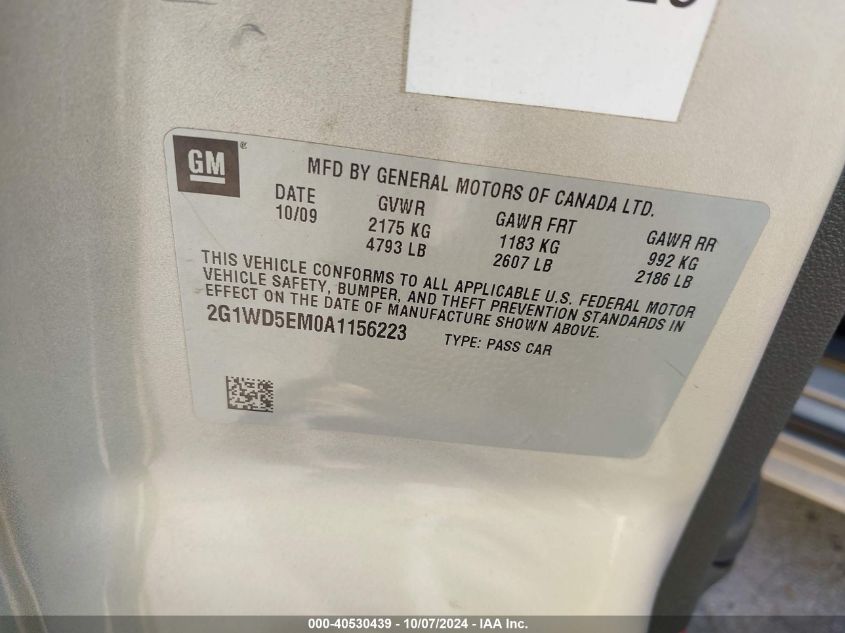 GM
MFD BY GENERAL MOTORS OF CANADA LTD.
DATE GVWR GAWR FRT GAWR RR
10/09 2175 KG 1183 KG 992 KG
4793 LB 2607 LB 2186 LB
THIS VEHICLE CONFORMS TO ALL APPLICABLE U.S. FEDERAL MOTOR
VEHICLE SAFETY, BUMPER, AND THEFT PREVENTION STANDARDS IN
EFFECT ON THE DATE OF MANUFACTURE SHOWN ABOVE.
2G1WD5EM0A1156223 TYPE: PASS CAR
000-40530439 - 10/07/2024 - IAA Inc.